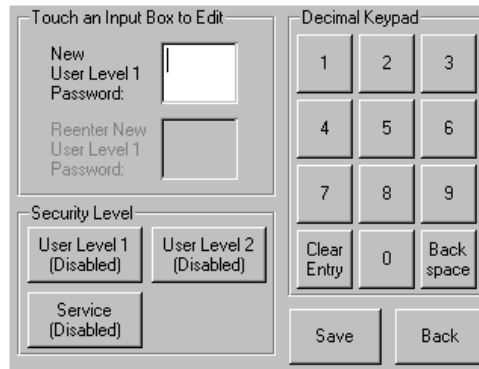 Touch an Input Box to Edit
New
User Level 1
Password:
Reenter New
User Level 1
Password:
Security Level
User Level 1
(Disabled)
User Level 2
(Disabled)
Service
(Disabled)
Decimal Keypad
1 2 3
4 5 6
7 8 9
Clear
Entry
0
Back
space
Save
Back